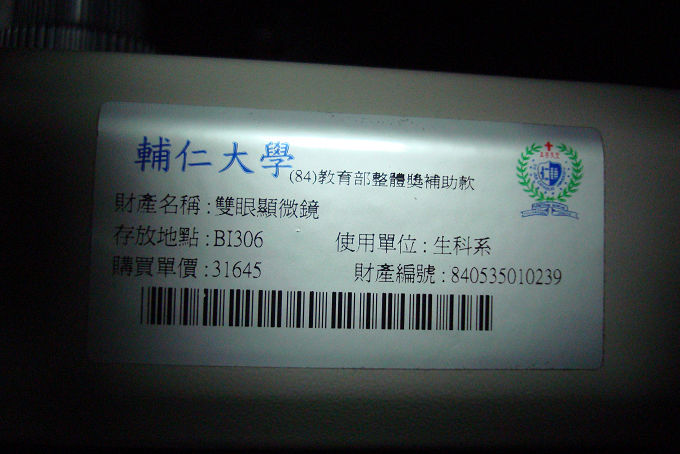 輔仁大學 (84)教育部整體獎補助款
財產名稱 : 雙眼顯微鏡
存放地點 : BI306 使用單位 : 生科系
購買單價 : 31645 財產編號 : 840535010239